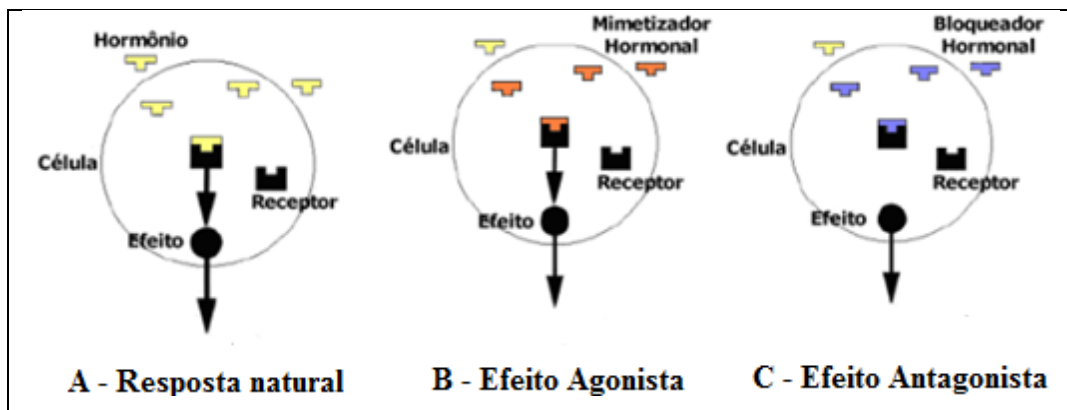 Hormônio
Célula
Receptor
Efeito
A - Resposta natural
Mimetizador
Hormonal
Célula
Receptor
Efeito
B - Efeito Agonista
Bloqueador
Hormonal
Célula
Receptor
Efeito
C - Efeito Antagonista